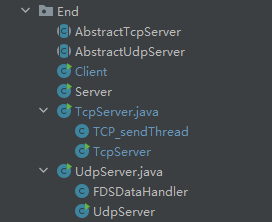 End
AbstractTcpServer
AbstractUdpServer
Client
Server
TcpServer.java
TCP_sendThread
TcpServer
UdpServer.java
FDSDataHandler
UdpServer